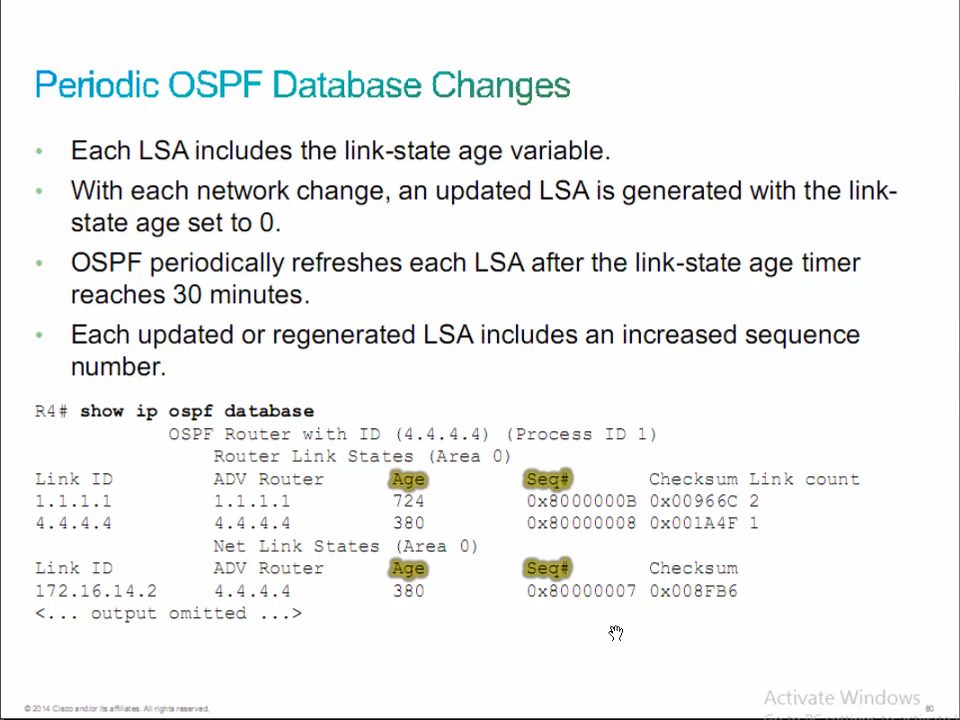 Periodic OSPF Database Changes
• Each LSA includes the link-state age variable.
• With each network change, an updated LSA is generated with the link-
state age set to 0.
• OSPF periodically refreshes each LSA after the link-state age timer
reaches 30 minutes.
• Each updated or regenerated LSA includes an increased sequence
number.
R4# show ip ospf database
OSPF Router with ID (4.4.4.4) (Process ID 1)
Router Link States (Area 0)
Link ID ADV Router Age Seq# Checksum Link count
1.1.1.1 1.1.1.1 724 0x8000000B 0x00966C 2
4.4.4.4 4.4.4.4 380 0x80000008 0x001A4F 1
Net Link States (Area 0)
Link ID ADV Router Age Seq# Checksum
172.16.14.2 4.4.4.4 380 0x80000007 0x008FB6
<... output omitted ...>
Activate Windows
© 2014 Cisco and/or its affiliates. All rights reserved. 80